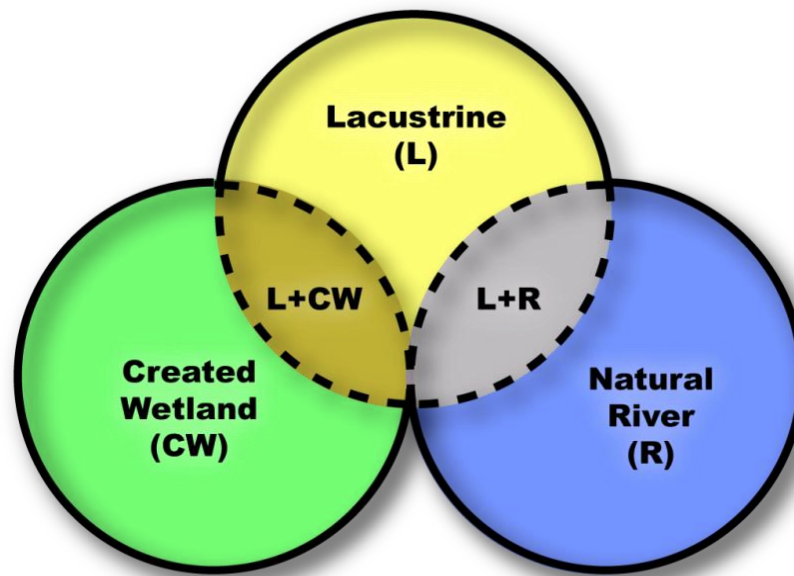 Lacustrine
(L)
L+CW
L+R
Created
Wetland
(CW)
Natural
River
(R)